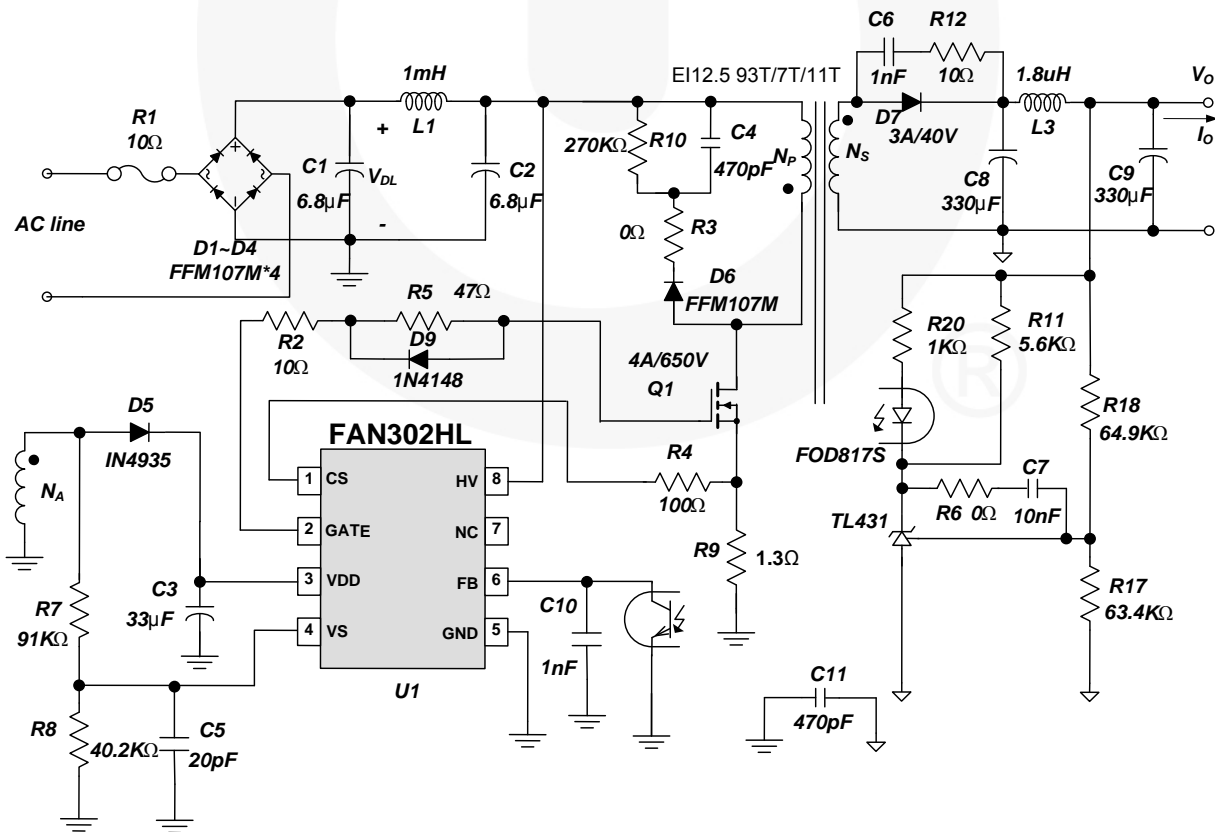 C6
R12
1nF
10Ω
EI12.5 93T/7T/11T
1mH
L1
1.8uH
L3
VO
IO
R1
10Ω
AC line
D1~D4
FFM107M*4
+
C1
VDL
6.8µF
-
C2
6.8µF
270KΩ
R10
C4
470pF
NP
NS
D7
3A/40V
C8
330µF
C9
330µF
0Ω
R3
D6
FFM107M
R5
47Ω
R2
10Ω
D9
1N4148
4A/650V
Q1
R20
1KΩ
R11
5.6KΩ
R18
64.9KΩ
FOD817S
D5
IN4935
NA
FAN302HL
1
CS
HV
8
2
GATE
NC
7
3
VDD
FB
6
4
VS
GND
5
U1
R4
100Ω
R9
1.3Ω
TL431
R6
0Ω
C7
10nF
R17
63.4KΩ
C3
33µF
R7
91KΩ
C10
1nF
R8
40.2KΩ
C5
20pF
C11
470pF
®